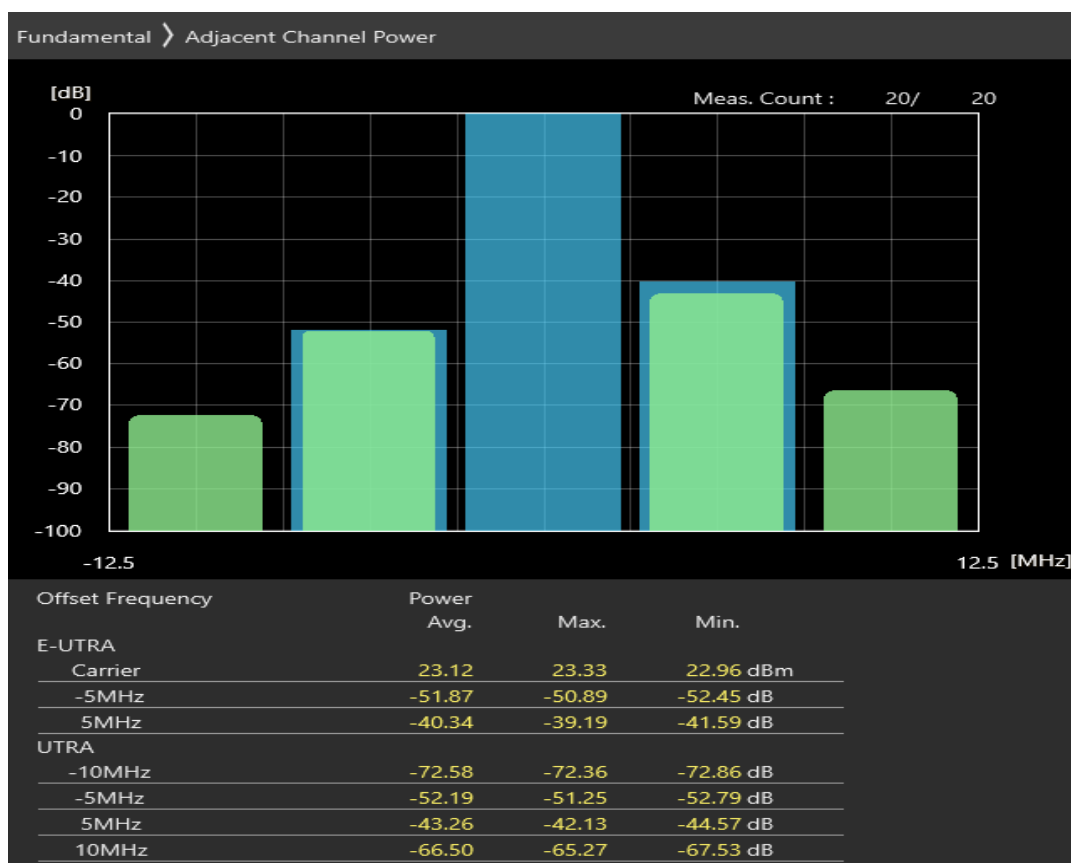 Fundamental ❯ Adjacent Channel Power
[dB]
Meas. Count : 20/ 20
0
-10
-20
-30
-40
-50
-60
-70
-80
-90
-100
-12.5 12.5 [MHz]
Offset Frequency Power
Avg. Max. Min.
E-UTRA
Carrier 23.12 23.33 22.96 dBm
-5MHz -51.87 -50.89 -52.45 dB
5MHz -40.34 -39.19 -41.59 dB
UTRA
-10MHz -72.58 -72.36 -72.86 dB
-5MHz -52.19 -51.25 -52.79 dB
5MHz -43.26 -42.13 -44.57 dB
10MHz -66.50 -65.27 -67.53 dB